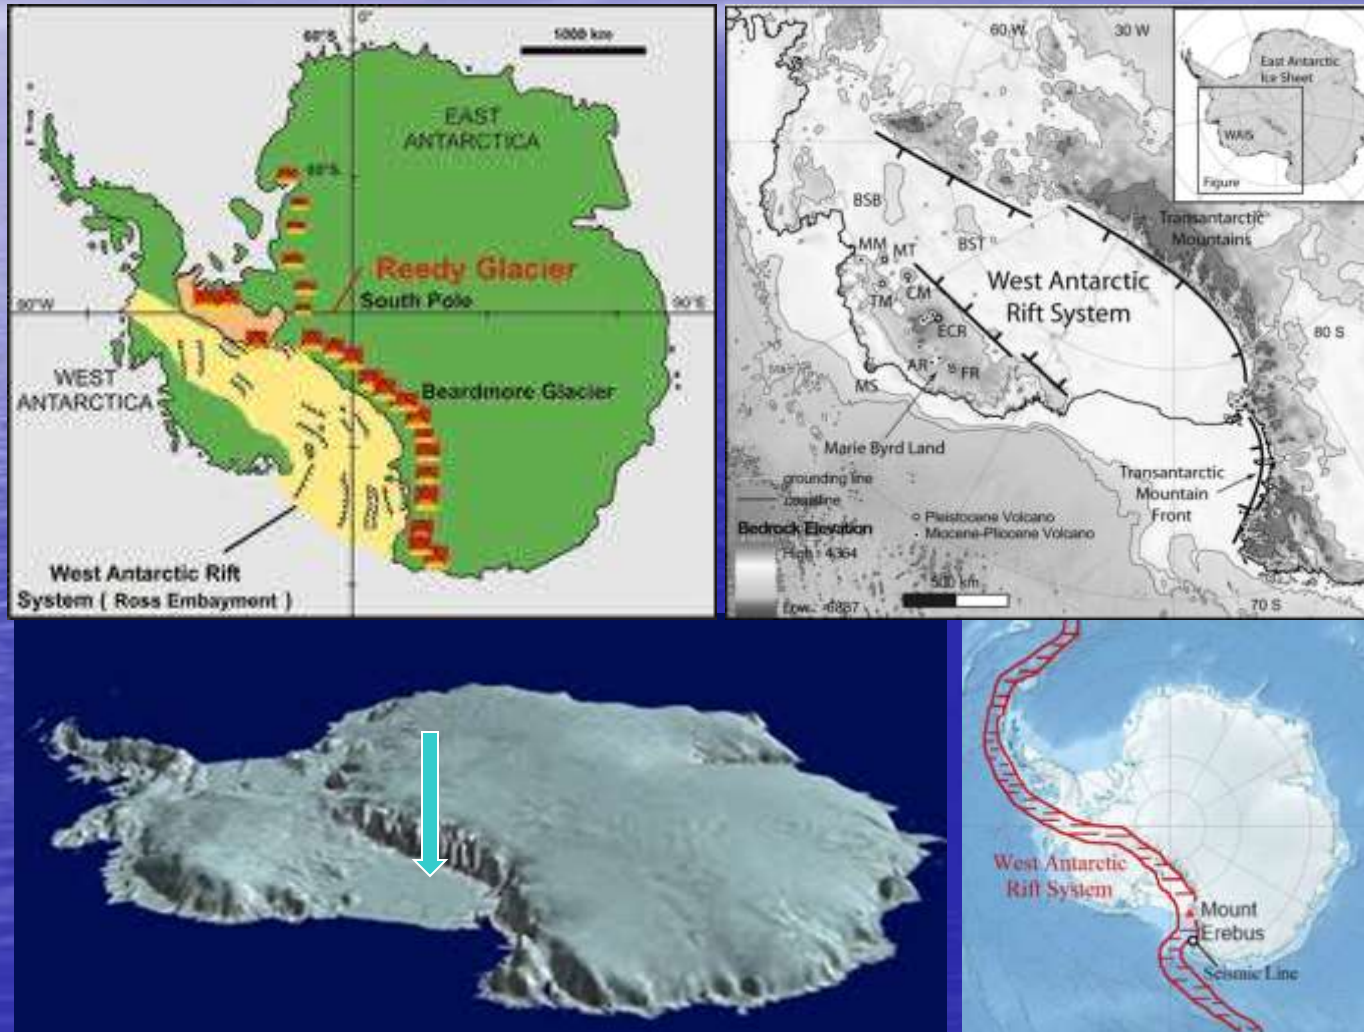 0°
60°S
1000 km
EAST
ANTARCTICA
80°S
Reedy Glacier
South Pole
90°W
90°E
WEST
ANTARCTICA
Beardmore Glacier
West Antarctic Rift
System ( Ross Embayment )
60 W
30 W
East Antarctic
Ice Sheet
WAIS
Figure
BSB
Transantarctic
Mountains
MM
MT
BST
West Antarctic
Rift System
TM
CM
ECR
80 S
AR
FR
MS
Marie Byrd Land
Transantarctic
Mountain
Front
grounding line
coastline
Bedrock Elevation
Pleistocene Volcano
Miocene-Pliocene Volcano
High : 4364
500 km
Low : -6887
70 S
West Antarctic
Rift System
Mount
Erebus
Seismic Line